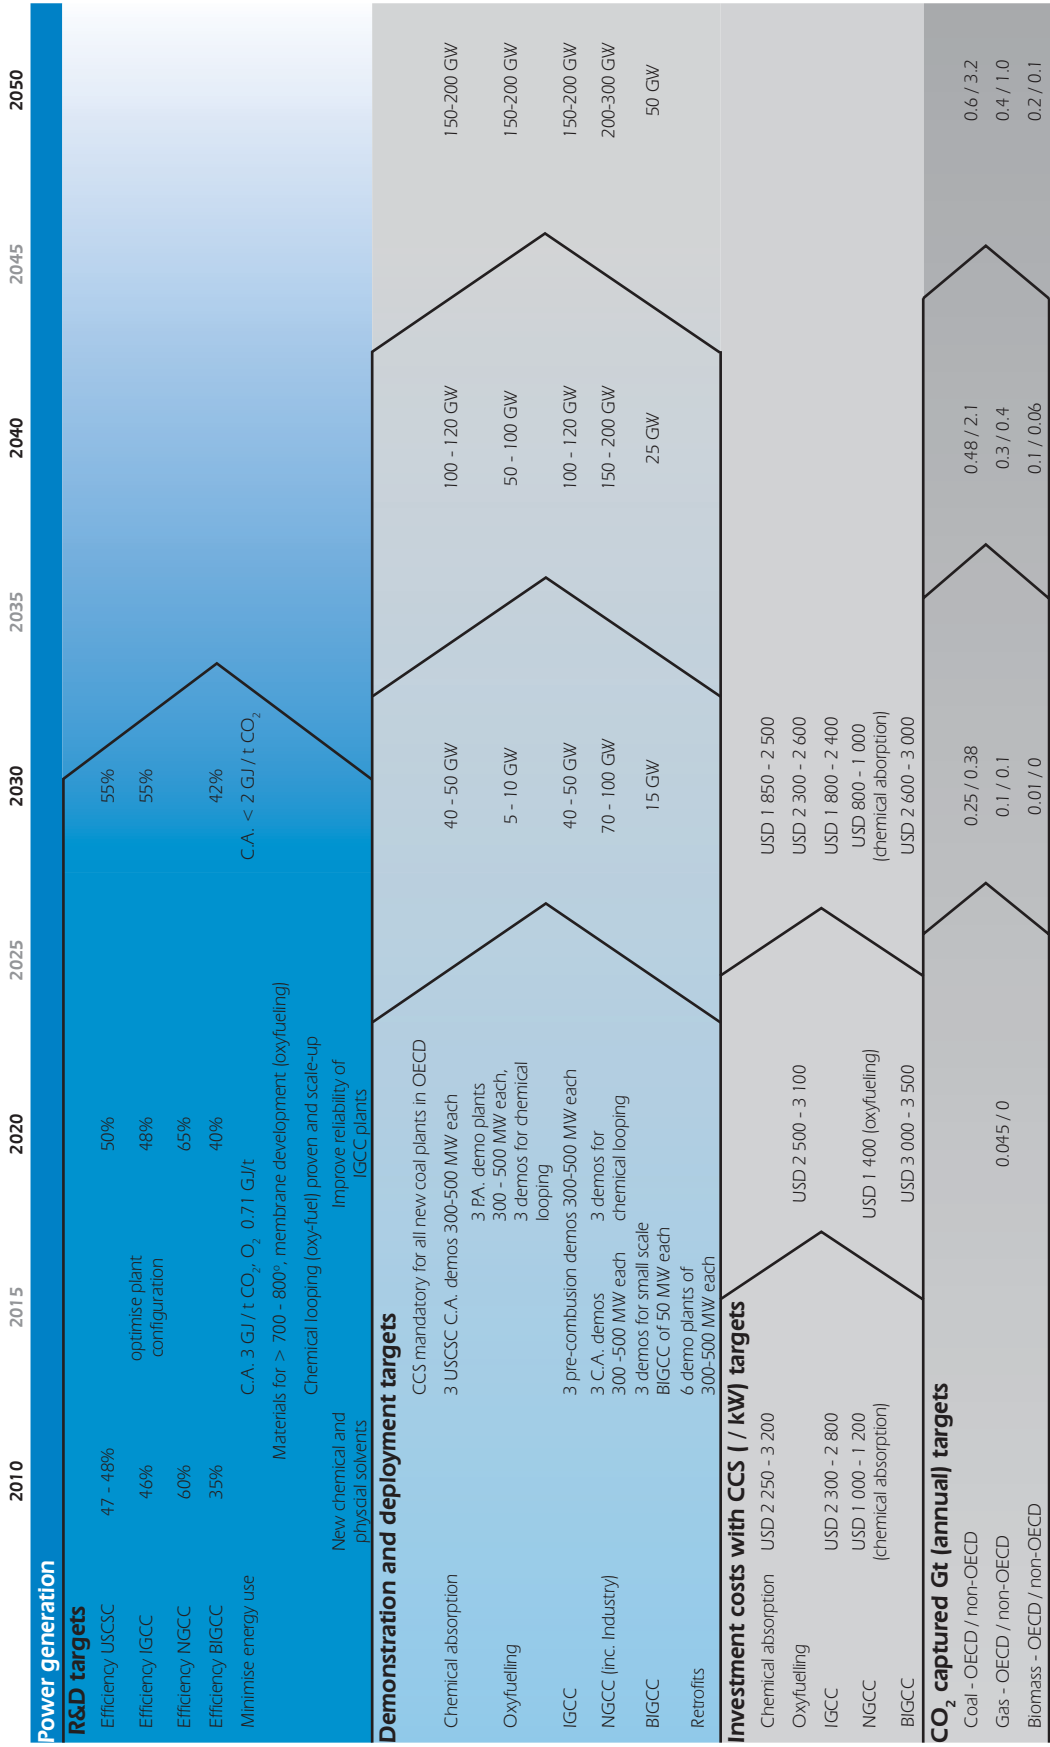 2010 2015 2020 2025 2030 2035 2040 2045 2050
Power generation
R&D targets
Efficiency USCSC 47 - 48% 50% 55%
Efficiency IGCC 46% optimise plant configuration 48% 55%
Efficiency NGCC 60% 65%
Efficiency BIGCC 35% 40% 42%
Minimise energy use C.A. 3 GJ / t CO2, O2 0.71 GJ/t C.A. < 2 GJ / t CO2
Materials for > 700 - 800°, membrane development (oxyfueling)
Chemical looping (oxy-fuel) proven and scale-up
New chemical and Improve reliability of
physcial solvents IGCC plants
Demonstration and deployment targets
CCS mandatory for all new coal plants in OECD
Chemical absorption 3 USCSC C.A. demos 300-500 MW each 40 - 50 GW 100 - 120 GW 150-200 GW
3 P.A. demo plants
300 - 500 MW each,
Oxyfuelling 3 demos for chemical 5 - 10 GW 50 - 100 GW 150-200 GW
looping
IGCC 3 pre-combusion demos 300-500 MW each 40 - 50 GW 100 - 120 GW 150-200 GW
NGCC (inc. Industry) 3 C.A. demos 3 demos for 70 - 100 GW 150 - 200 GW 200-300 GW
300 -500 MW each chemical looping
3 demos for small scale
BIGCC BIGCC of 50 MW each 15 GW 25 GW 50 GW
6 demo plants of
Retrofits 300-500 MW each
Investment costs with CCS ( / kW) targets
Chemical absorption USD 2 250 - 3 200 USD 1 850 - 2 500
Oxyfuelling USD 2 500 - 3 100 USD 2 300 - 2 600
IGCC USD 2 300 - 2 800 USD 1 800 - 2 400
NGCC USD 1 000 - 1 200 USD 1 400 (oxyfueling) USD 800 - 1 000
(chemical absorption) (chemical aborption)
BIGCC USD 3 000 - 3 500 USD 2 600 - 3 000
CO2 captured Gt (annual) targets
Coal - OECD / non-OECD 0.25 / 0.38 0.48 / 2.1 0.6 / 3.2
Gas - OECD / non-OECD 0.045 / 0 0.1 / 0.1 0.3 / 0.4 0.4 / 1.0
Biomass - OECD / non-OECD 0.01 / 0 0.1 / 0.06 0.2 / 0.1